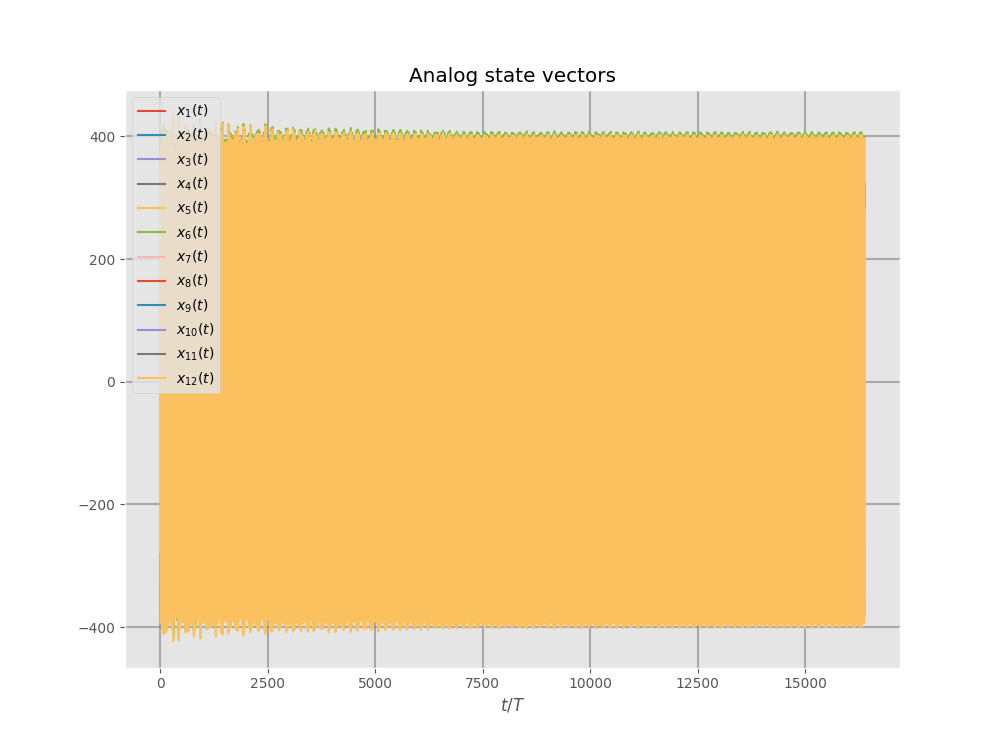 Analog state vectors
x₁(t)
x₂(t)
x₃(t)
x₄(t)
x₅(t)
x₆(t)
x₇(t)
x₈(t)
x₉(t)
x₁₀(t)
x₁₁(t)
x₁₂(t)
400
200
0
−200
−400
0 2500 5000 7500 10000 12500 15000
t/T